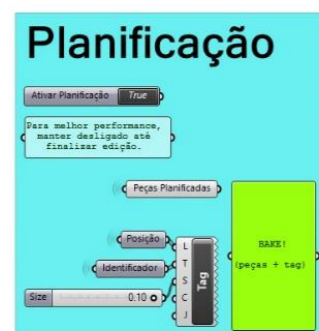 Planificação
Ativar Planificação True
Para melhor performance,
manter desligado até
finalizar edição.
Peças Planificadas
Posição
Identificador
Size 0.10
L
T
S
C
J
Tag
BAKE!
(peças + tag)